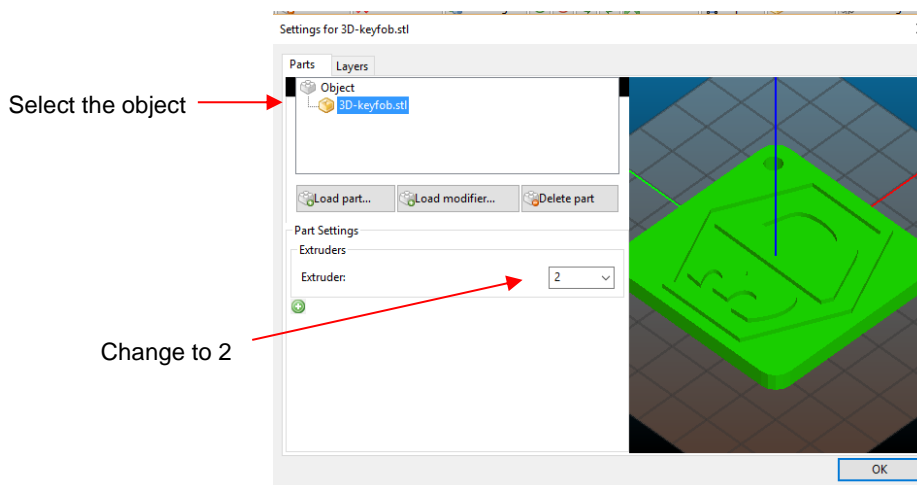 Settings for 3D-keyfob.stl
Parts Layers
Object
Select the object
3D-keyfob.stl
Load part... Load modifier... Delete part
Part Settings
Extruders
Extruder: 2
Change to 2
3D
OK